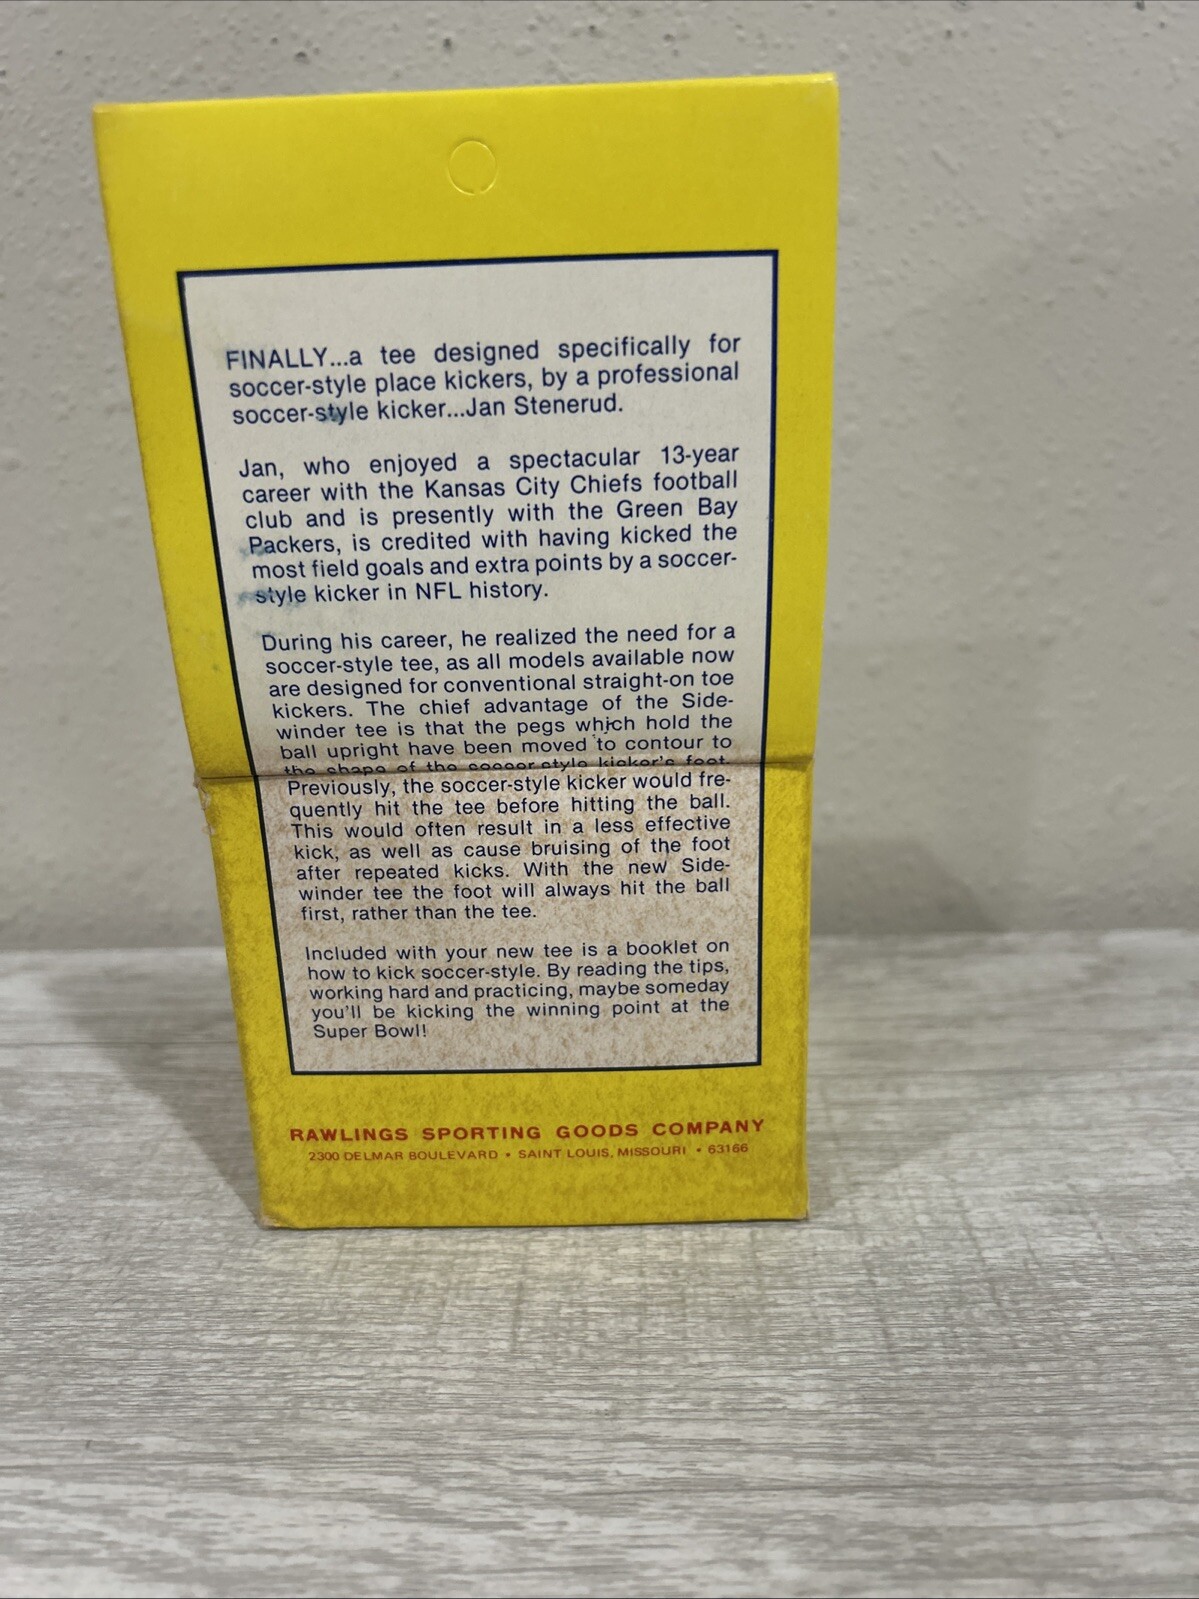 FINALLY...a tee designed specifically for
soccer-style place kickers, by a professional
soccer-style kicker...Jan Stenerud.
Jan, who enjoyed a spectacular 13-year
career with the Kansas City Chiefs football
club and is presently with the Green Bay
Packers, is credited with having kicked the
most field goals and extra points by a soccer-
style kicker in NFL history.
During his career, he realized the need for a
soccer-style tee, as all models available now
are designed for conventional straight-on toe
kickers. The chief advantage of the Side-
winder tee is that the pegs which hold the
ball upright have been moved to contour to
the shape of the soccer-style kicker's foot.
Previously, the soccer-style kicker would fre-
quently hit the tee before hitting the ball.
This would often result in a less effective
kick, as well as cause bruising of the foot
after repeated kicks. With the new Side-
winder tee the foot will always hit the ball
first, rather than the tee.
Included with your new tee is a booklet on
how to kick soccer-style. By reading the tips,
working hard and practicing, maybe someday
you'll be kicking the winning point at the
Super Bowl!
RAWLINGS SPORTING GOODS COMPANY
2300 DELMAR BOULEVARD • SAINT LOUIS, MISSOURI • 63166